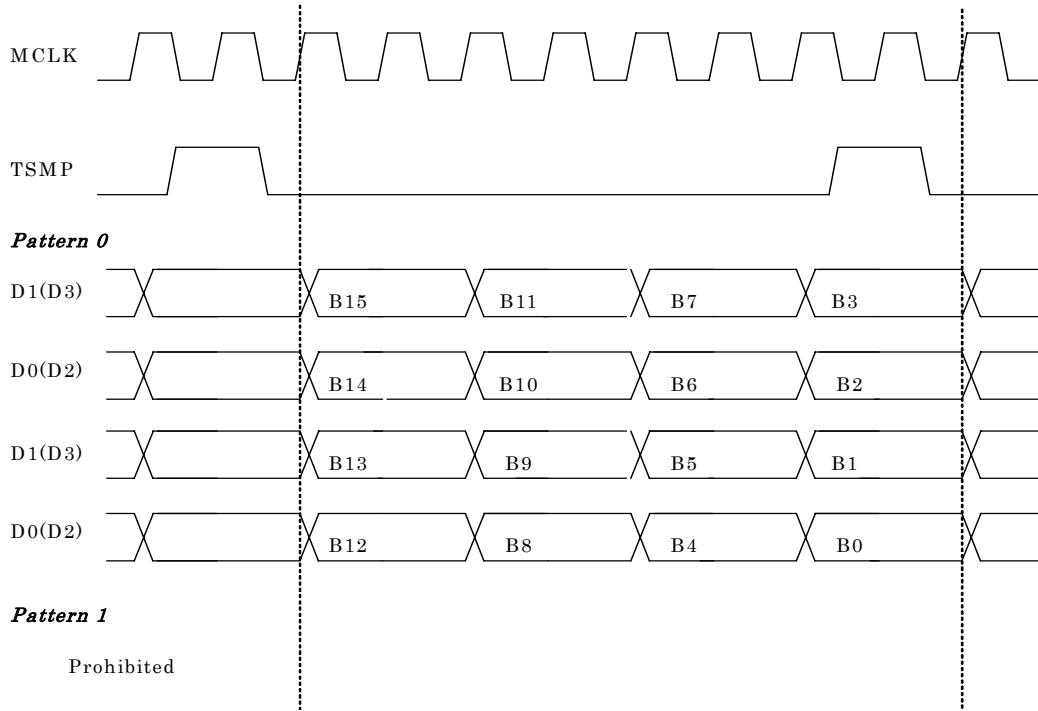 MCLK
TSMP
Pattern 0
D1(D3) B15 B11 B7 B3
D0(D2) B14 B10 B6 B2
D1(D3) B13 B9 B5 B1
D0(D2) B12 B8 B4 B0
Pattern 1
Prohibited